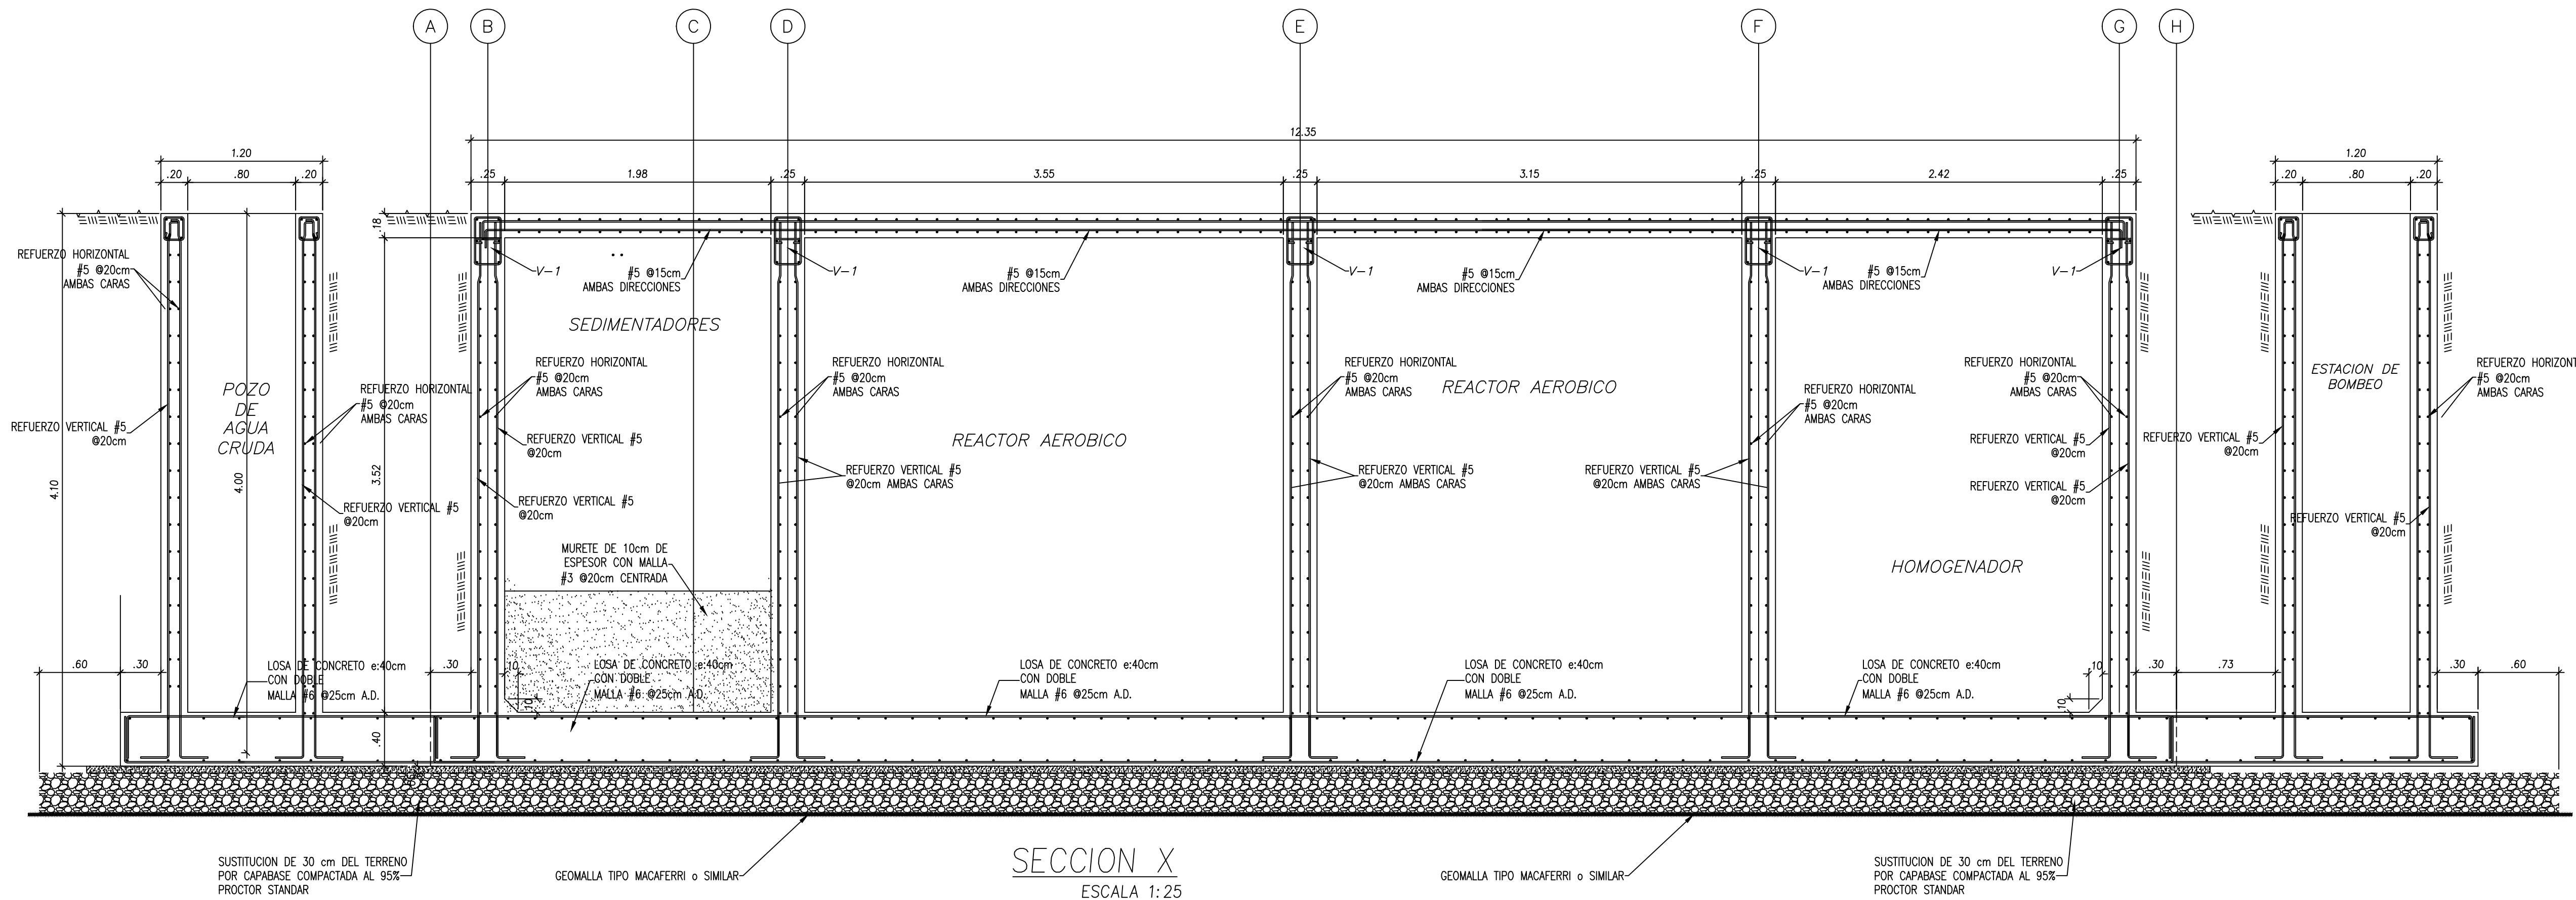 A
B
C
D
E
F
G
H
12.35
1.20
1.20
.20
.80
.20
.25
1.98
.25
3.55
.25
3.15
.25
2.42
.25
.20
.80
.20
.18
REFUERZO HORIZONTAL
#5 @20cm
AMBAS CARAS
V-1
#5 @15cm
AMBAS DIRECCIONES
V-1
#5 @15cm
AMBAS DIRECCIONES
V-1
#5 @15cm
AMBAS DIRECCIONES
V-1
#5 @15cm
AMBAS DIRECCIONES
V-1
SEDIMENTADORES
POZO
DE
AGUA
CRUDA
REFUERZO HORIZONTAL
#5 @20cm
AMBAS CARAS
REFUERZO HORIZONTAL
#5 @20cm
AMBAS CARAS
REFUERZO HORIZONTAL
#5 @20cm
AMBAS CARAS
REFUERZO HORIZONTAL
#5 @20cm
AMBAS CARAS
REACTOR AEROBICO
REFUERZO HORIZONTAL
#5 @20cm
AMBAS CARAS
REFUERZO HORIZONTAL
#5 @20cm
AMBAS CARAS
ESTACION DE
BOMBEO
REFUERZO HORIZONT
#5 @20cm
AMBAS CARAS
REFUERZO VERTICAL #5
@20cm
REFUERZO VERTICAL #5
@20cm
REACTOR AEROBICO
REFUERZO VERTICAL #5
@20cm
REFUERZO VERTICAL #5
@20cm
4.10
4.00
3.52
REFUERZO VERTICAL #5
@20cm
REFUERZO VERTICAL #5
@20cm
REFUERZO VERTICAL #5
@20cm AMBAS CARAS
REFUERZO VERTICAL #5
@20cm AMBAS CARAS
REFUERZO VERTICAL #5
@20cm AMBAS CARAS
REFUERZO VERTICAL #5
@20cm
REFUERZO VERTICAL #5
@20cm
MURETE DE 10cm DE
ESPESOR CON MALLA
#3 @20cm CENTRADA
HOMOGENADOR
.60
.30
LOSA DE CONCRETO e:40cm
CON DOBLE
MALLA #6 @25cm A.D.
.30
.10
.10
LOSA DE CONCRETO e:40cm
CON DOBLE
MALLA #6 @25cm A.D.
LOSA DE CONCRETO e:40cm
CON DOBLE
MALLA #6 @25cm A.D.
LOSA DE CONCRETO e:40cm
CON DOBLE
MALLA #6 @25cm A.D.
LOSA DE CONCRETO e:40cm
CON DOBLE
MALLA #6 @25cm A.D.
.10
.10
.30
.73
.30
.60
.40
SUSTITUCION DE 30 cm DEL TERRENO
POR CAPABASE COMPACTADA AL 95%
PROCTOR STANDAR
GEOMALLA TIPO MACAFERRI o SIMILAR
SECCION X
ESCALA 1:25
GEOMALLA TIPO MACAFERRI o SIMILAR
SUSTITUCION DE 30 cm DEL TERRENO
POR CAPABASE COMPACTADA AL 95%
PROCTOR STANDAR